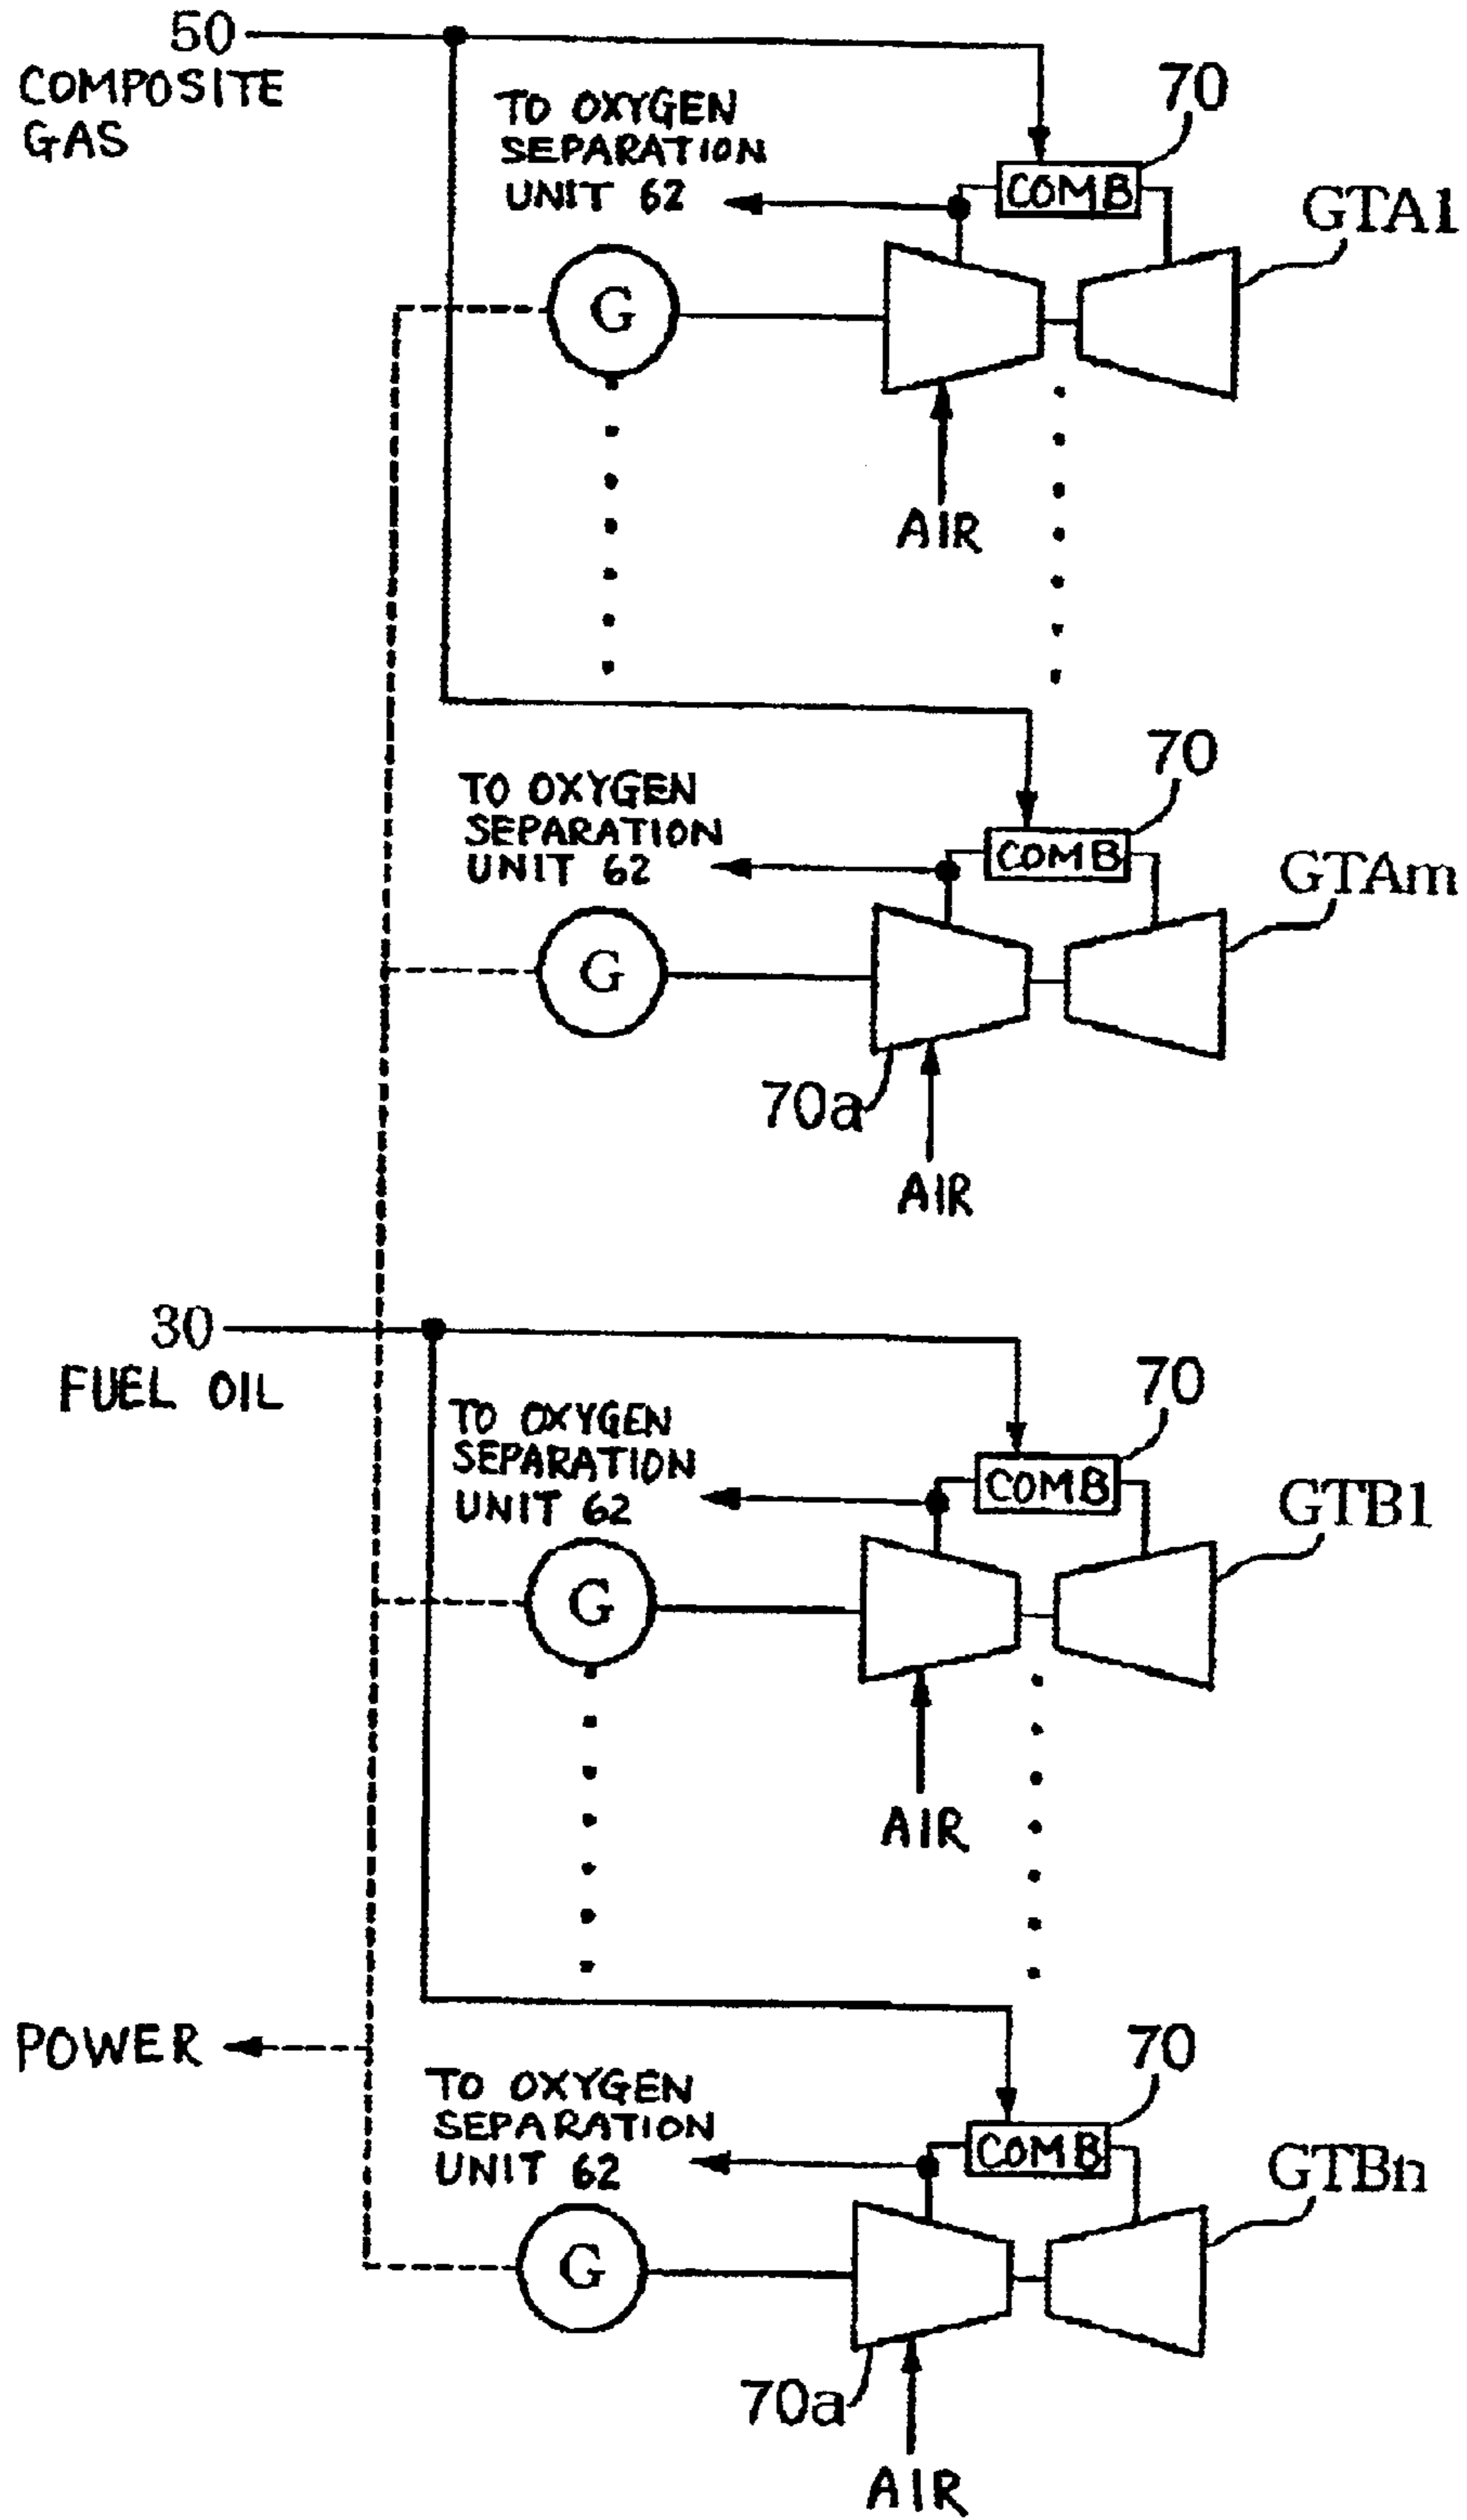 50
COMPOSITE
GAS
TO OXYGEN
SEPARATION
UNIT 62
70
COMB
GTA1
G
AIR
70
TO OXYGEN
SEPARATION
UNIT 62
COMB
GTAm
G
70a
AIR
30
FUEL OIL
70
TO OXYGEN
SEPARATION
UNIT 62
COMB
GTB1
G
AIR
POWER
70
TO OXYGEN
SEPARATION
UNIT 62
COMB
GTBn
G
70a
AIR